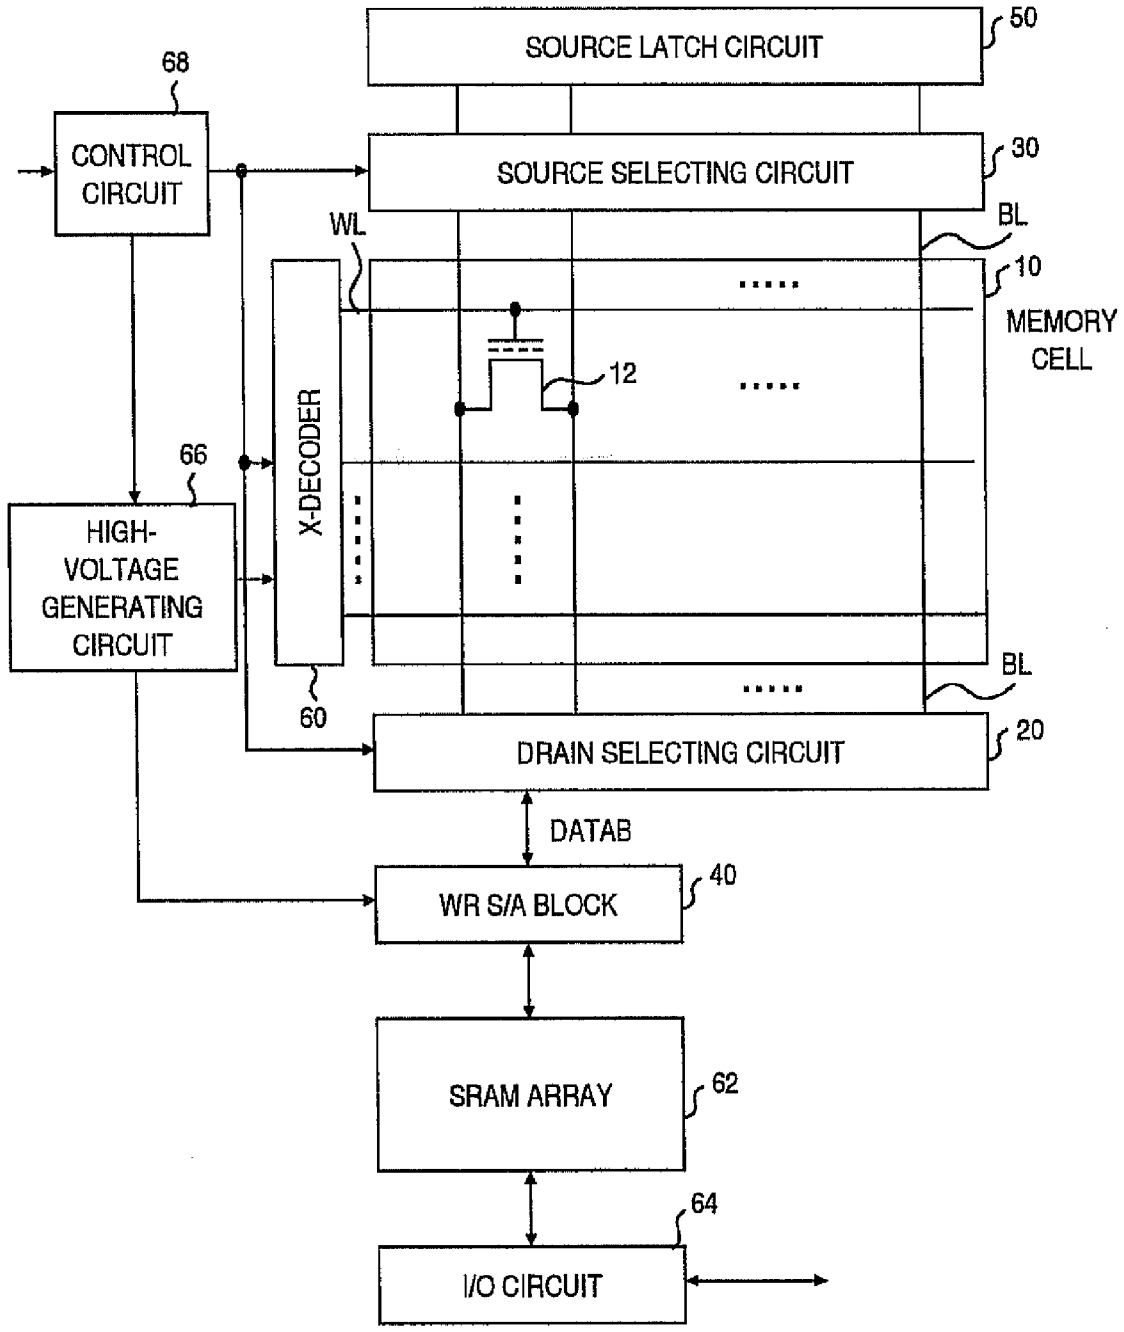 50
SOURCE LATCH CIRCUIT
68
CONTROL
CIRCUIT
30
SOURCE SELECTING CIRCUIT
WL
BL
10
MEMORY
CELL
12
X-DECODER
66
HIGH-
VOLTAGE
GENERATING
CIRCUIT
60
BL
20
DRAIN SELECTING CIRCUIT
DATAB
40
WR S/A BLOCK
SRAM ARRAY
62
64
I/O CIRCUIT